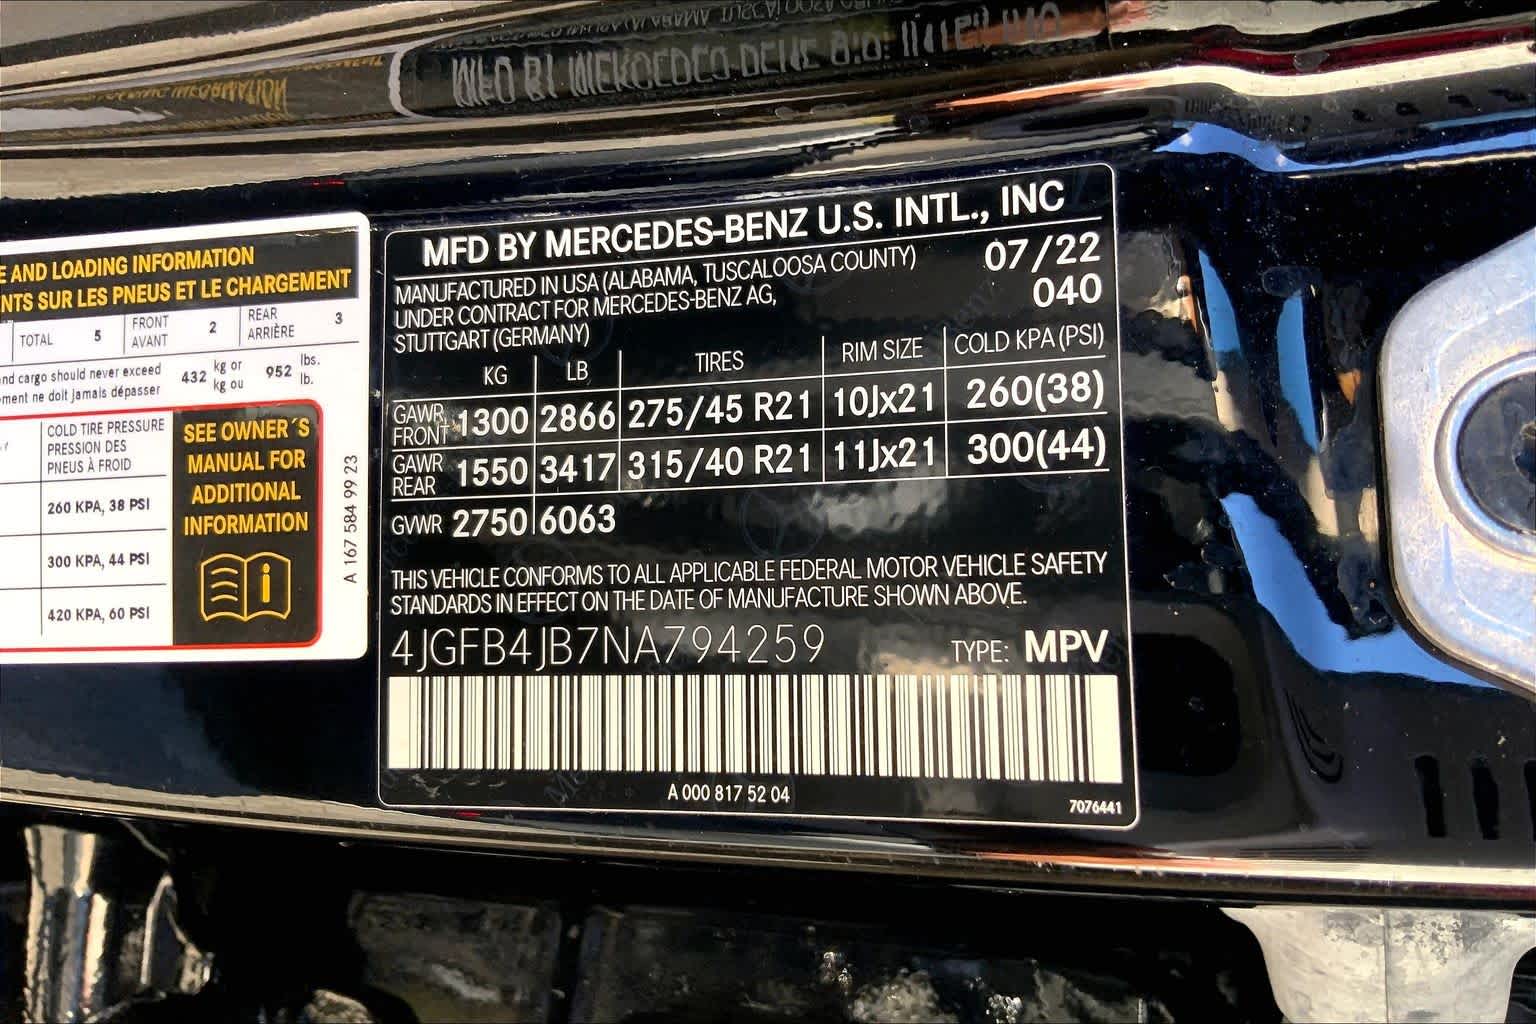 E AND LOADING INFORMATION
NTS SUR LES PNEUS ET LE CHARGEMENT
TOTAL 5 FRONT AVANT 2 REAR ARRIÈRE 3
nd cargo should never exceed 432 kg or 952 lbs.
ement ne doit jamais dépasser kg ou lb.
COLD TIRE PRESSURE
PRESSION DES
PNEUS À FROID
260 KPA, 38 PSI
300 KPA, 44 PSI
420 KPA, 60 PSI
SEE OWNER´S
MANUAL FOR
ADDITIONAL
INFORMATION
i
A 167 584 99 23
MFD BY MERCEDES-BENZ U.S. INTL., INC
MANUFACTURED IN USA (ALABAMA, TUSCALOOSA COUNTY) 07/22
UNDER CONTRACT FOR MERCEDES-BENZ AG, 040
STUTTGART (GERMANY)
KG LB TIRES RIM SIZE COLD KPA (PSI)
GAWR FRONT 1300 2866 275/45 R21 10Jx21 260(38)
GAWR REAR 1550 3417 315/40 R21 11Jx21 300(44)
GVWR 2750 6063
THIS VEHICLE CONFORMS TO ALL APPLICABLE FEDERAL MOTOR VEHICLE SAFETY
STANDARDS IN EFFECT ON THE DATE OF MANUFACTURE SHOWN ABOVE.
4JGFB4JB7NA794259 TYPE: MPV
A 000 817 52 04
7076441